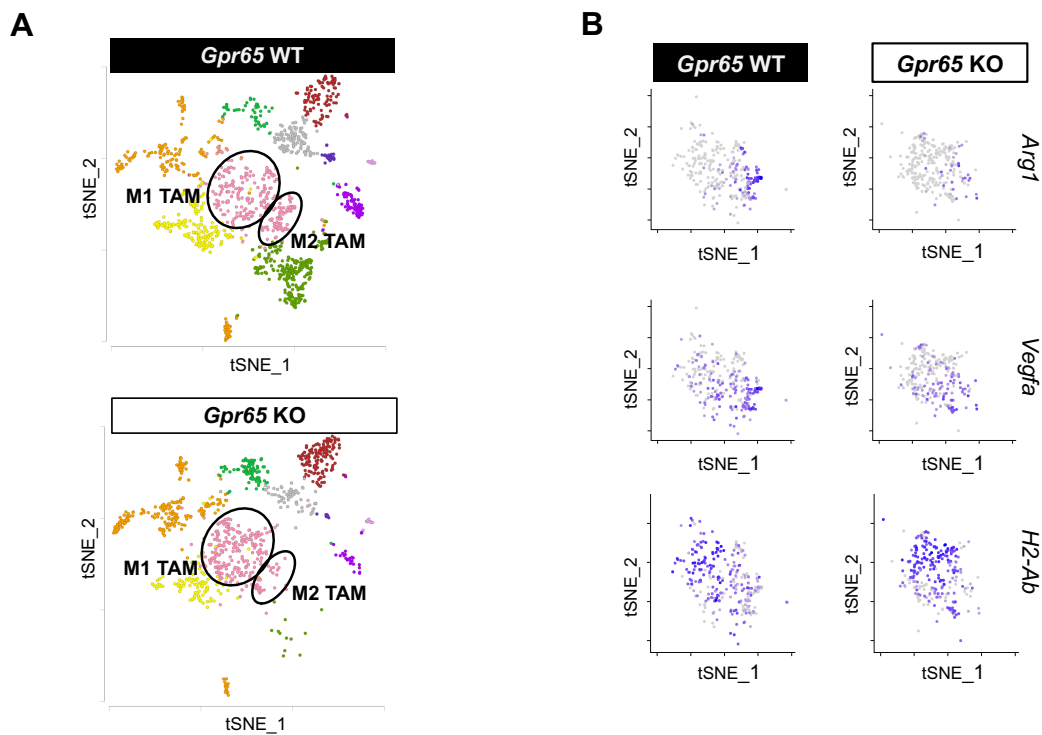 A
Gpr65 WT
tSNE_2
M1 TAM
M2 TAM
tSNE_1
Gpr65 KO
tSNE_2
M1 TAM
M2 TAM
tSNE_1
B
Gpr65 WT
Gpr65 KO
tSNE_2
tSNE_1
tSNE_2
tSNE_1
Arg1
tSNE_2
tSNE_1
tSNE_2
tSNE_1
Vegfa
tSNE_2
tSNE_1
tSNE_2
tSNE_1
H2-Ab